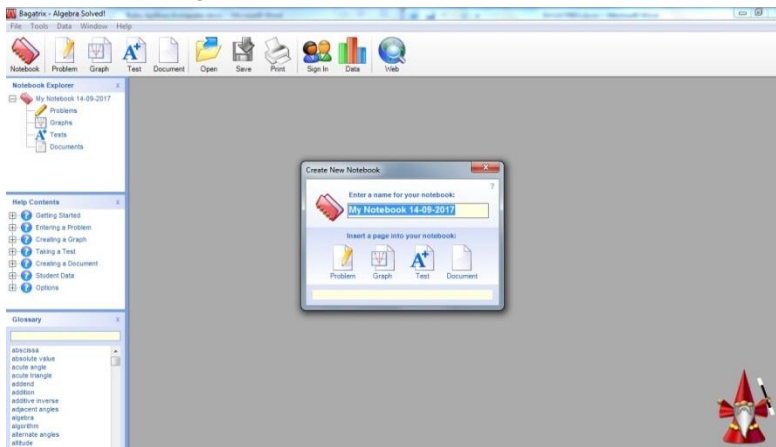 Bagatrix - Algebra Solved!
File Tools Data Window Help
Notebook Problem Graph Test Document Open Save Print Sign In Data Web
Notebook Explorer x
My Notebook 14-09-2017
Problems
Graphs
Tests
Documents
Help Contents x
Getting Started
Entering a Problem
Creating a Graph
Taking a Test
Creating a Document
Student Data
Options
Glossary x
abscissa
absolute value
acute angle
acute triangle
addend
addition
additive inverse
adjacent angles
algebra
algorithm
alternate angles
altitude
Create New Notebook
?
Enter a name for your notebook:
My Notebook 14-09-2017
Insert a page into your notebook:
Problem Graph Test Document